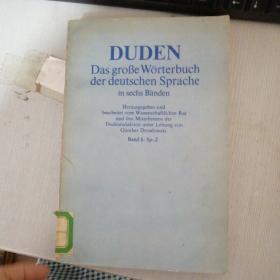 DUDEN
Das große Wörterbuch
der deutschen Sprache
in sechs Bänden
Herausgegeben und
bearbeitet vom Wissenschaftlichen Rat
und den Mitarbeitern der
Dudenredaktion unter Leitung von
Günther Drosdowski
Band 6: Sp-Z